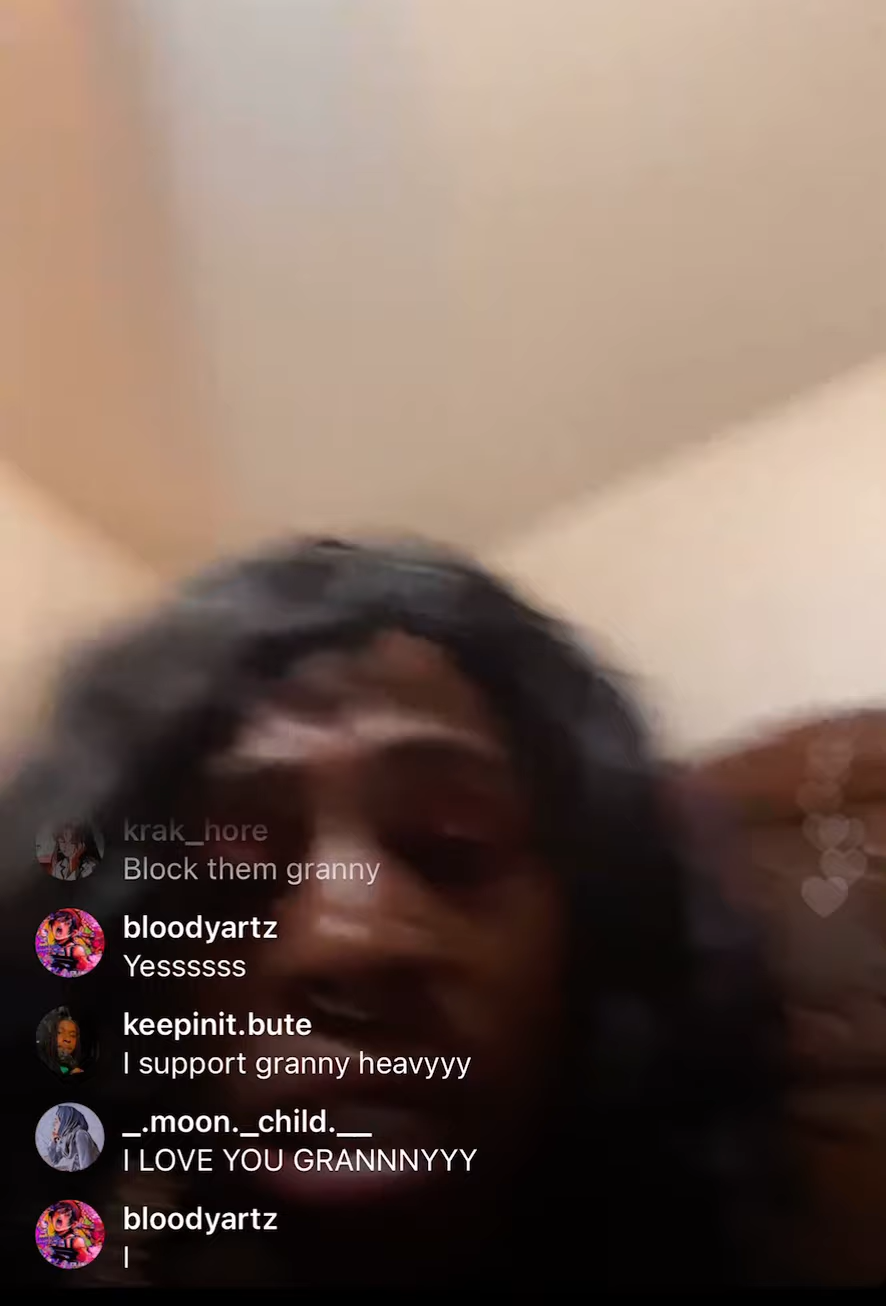 krak_hore
Block them granny
bloodyartz
Yessssss
keepinit.bute
I support granny heavyyy
_.moon._child.__
I LOVE YOU GRANNNYYY
bloodyartz
I